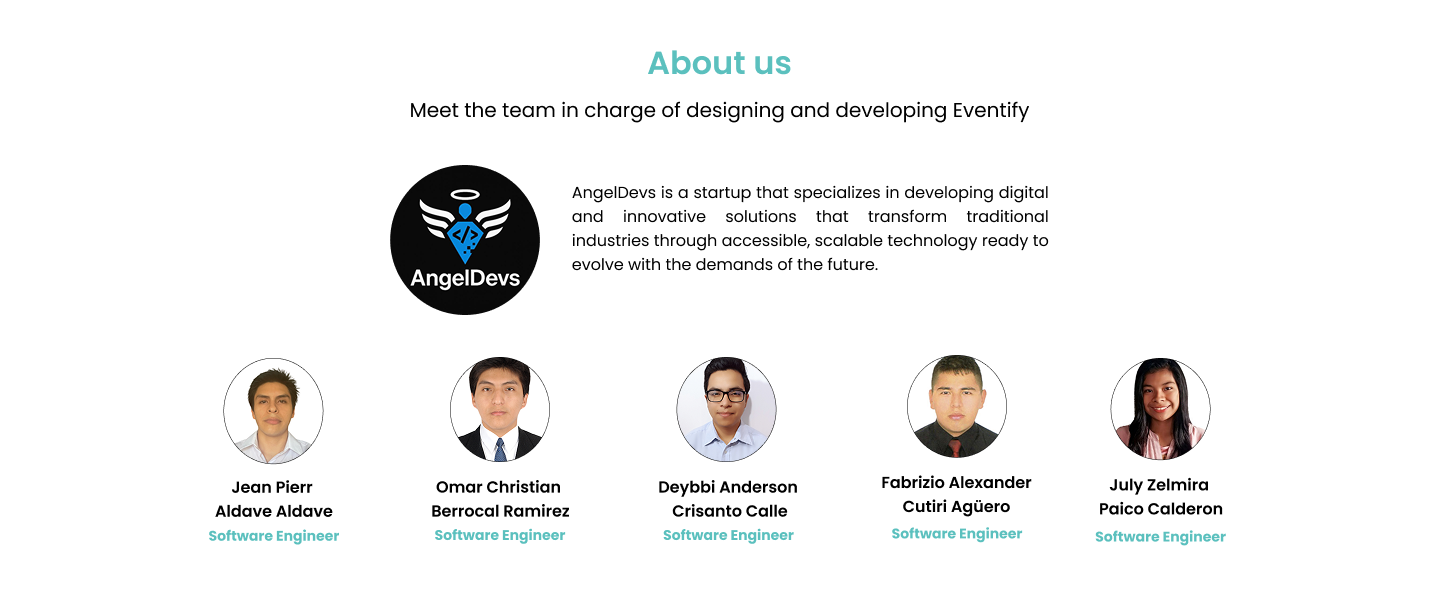 About us
Meet the team in charge of designing and developing Eventify
</>
AngelDevs
AngelDevs is a startup that specializes in developing digital
and innovative solutions that transform traditional
industries through accessible, scalable technology ready to
evolve with the demands of the future.
Jean Pierr
Aldave Aldave
Software Engineer
Omar Christian
Berrocal Ramirez
Software Engineer
Deybbi Anderson
Crisanto Calle
Software Engineer
Fabrizio Alexander
Cutiri Agüero
Software Engineer
July Zelmira
Paico Calderon
Software Engineer